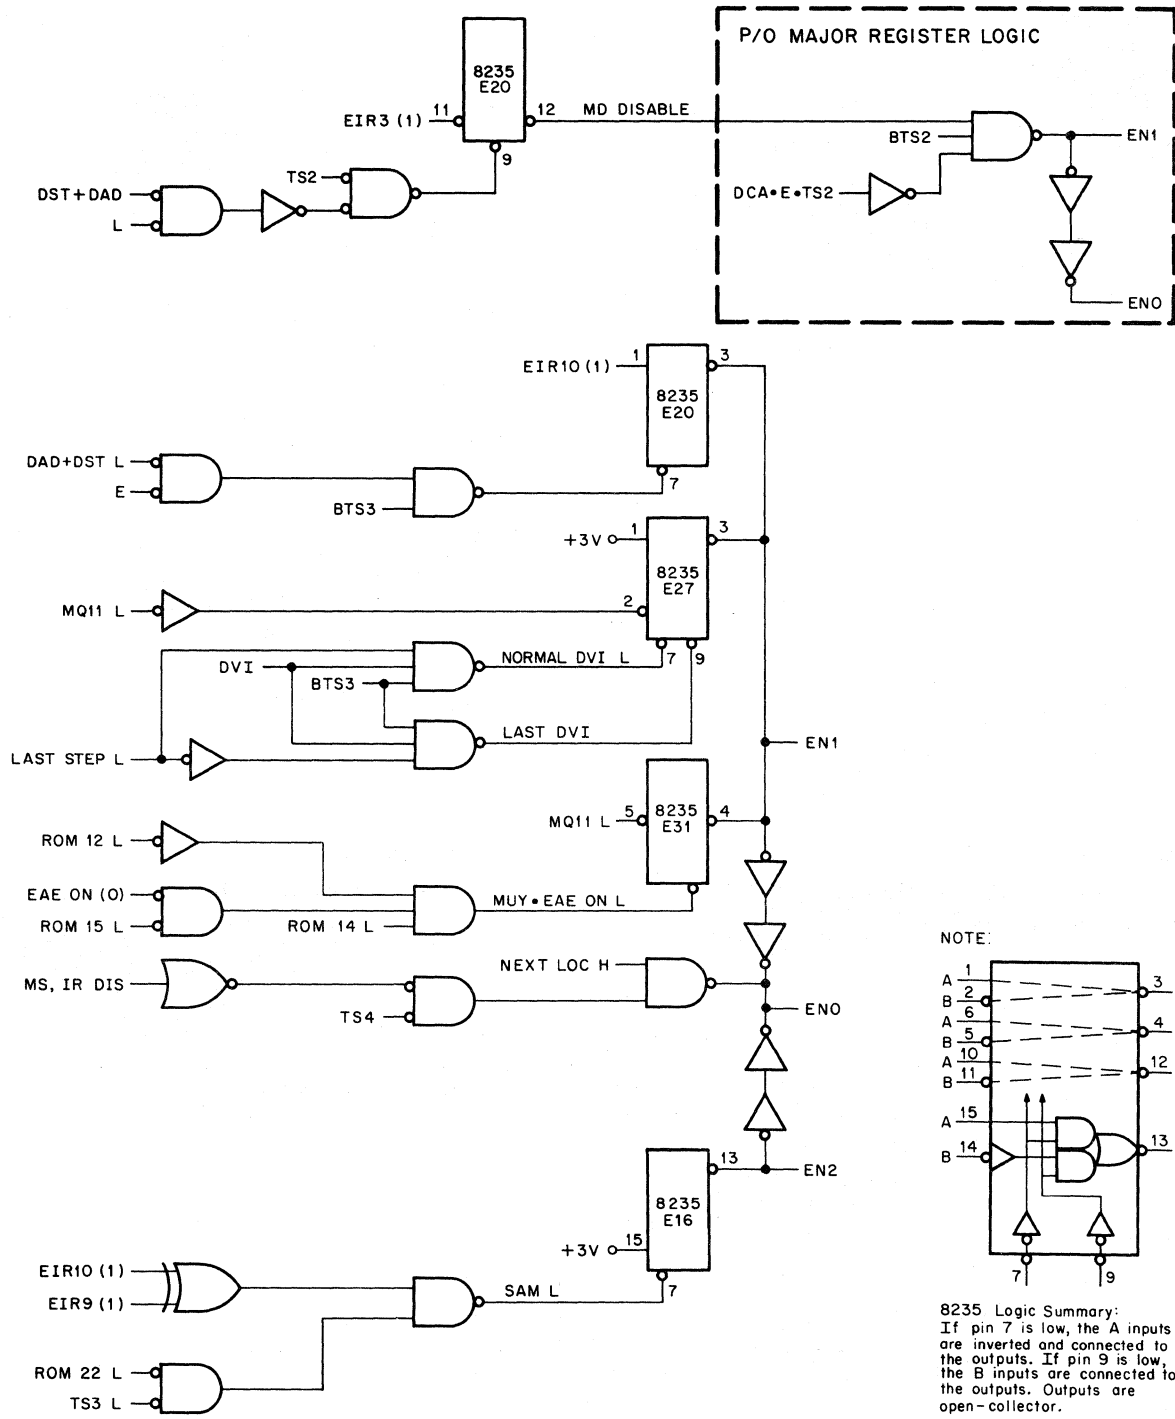 P/O MAJOR REGISTER LOGIC
8235
E20
EIR3 (1)
11
12
MD DISABLE
9
BTS2
EN1
TS2
DST+DAD
L
DCA•E•TS2
EN0
EIR10 (1)
1
3
8235
E20
DAD+DST L
E
BTS3
7
+3V
1
3
8235
E27
MQ11 L
2
DVI
NORMAL DVI L
7
9
BTS3
LAST DVI
LAST STEP L
EN1
MQ11 L
5
8235
E31
4
ROM 12 L
EAE ON (0)
MUY•EAE ON L
ROM 15 L
ROM 14 L
NEXT LOC H
MS, IR DIS
TS4
EN0
13
EN2
8235
E16
+3V
15
EIR10 (1)
EIR9 (1)
SAM L
7
ROM 22 L
TS3 L
NOTE:
A 1
3
B 2
A 6
4
B 5
A 10
12
B 11
A 15
13
B 14
7
9
8235 Logic Summary:
If pin 7 is low, the A inputs
are inverted and connected to
the outputs. If pin 9 is low,
the B inputs are connected to
the outputs. Outputs are
open-collector.